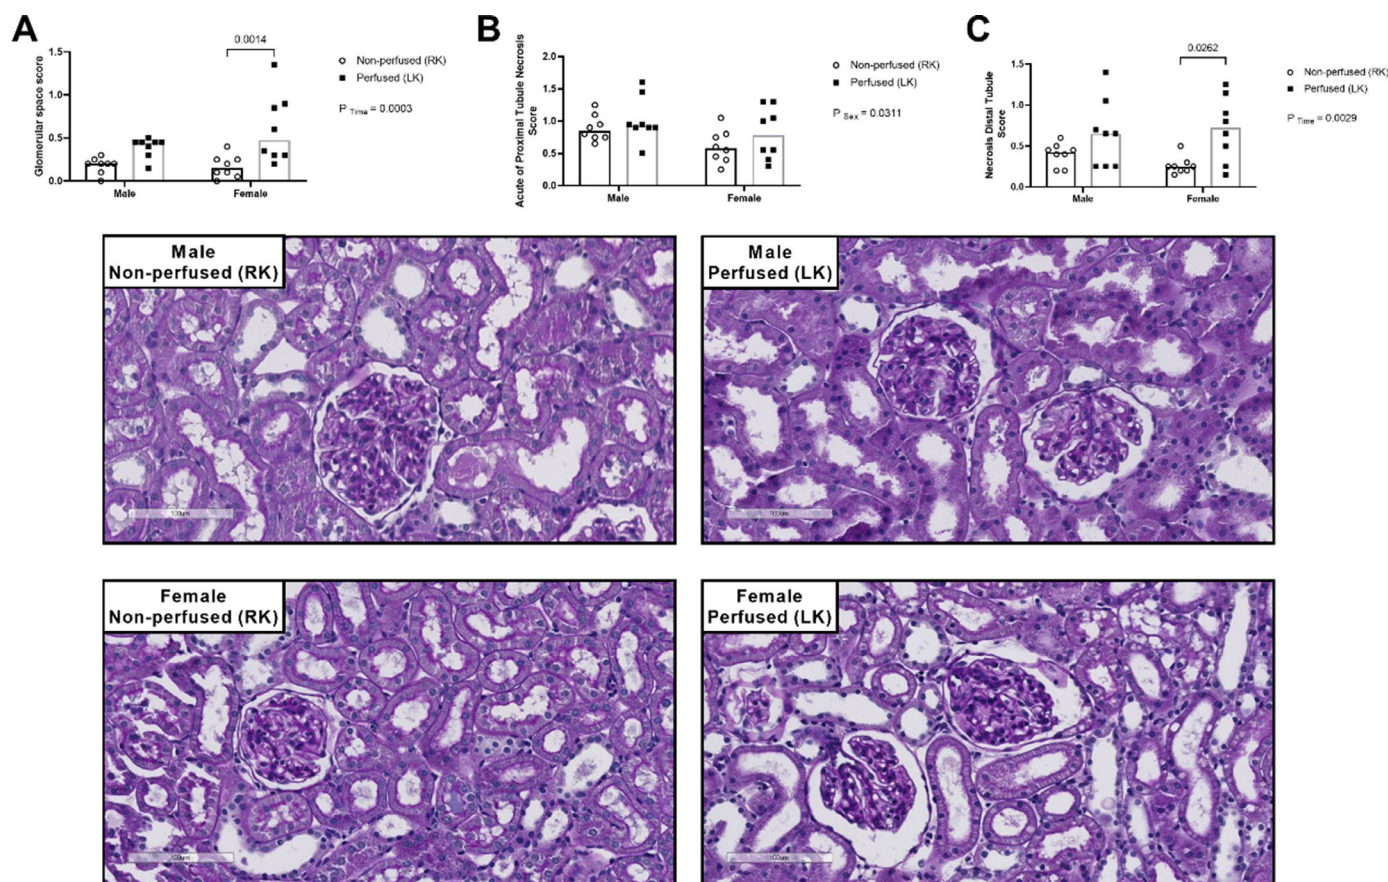 A
Glomerular space score
1.5
1.0
0.5
0.0
0.0014
Male
Female
Non-perfused (RK)
Perfused (LK)
P Time = 0.0003
B
Acute of Proximal Tubule Necrosis
Score
2.0
1.5
1.0
0.5
0.0
Male
Female
Non-perfused (RK)
Perfused (LK)
P Sex = 0.0311
C
Necrosis Distal Tubule
Score
1.5
1.0
0.5
0.0
0.0262
Male
Female
Non-perfused (RK)
Perfused (LK)
P Time = 0.0029
Male
Non-perfused (RK)
100um
Male
Perfused (LK)
100um
Female
Non-perfused (RK)
100um
Female
Perfused (LK)
100um